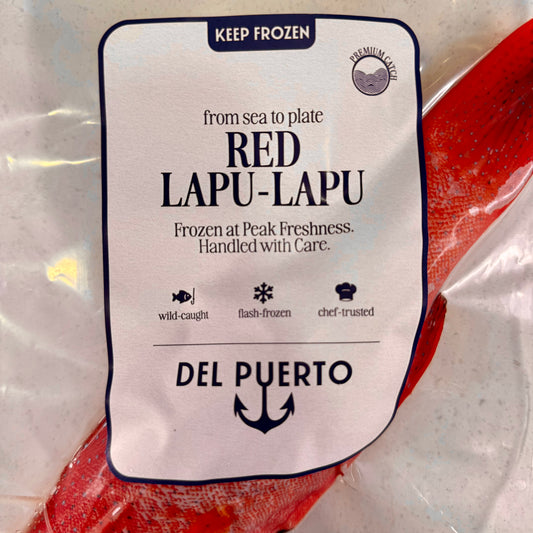 KEEP FROZEN
PREMIUM CATCH
from sea to plate
RED
LAPU-LAPU
Frozen at Peak Freshness.
Handled with Care.
wild-caught flash-frozen chef-trusted
DEL PUERTO